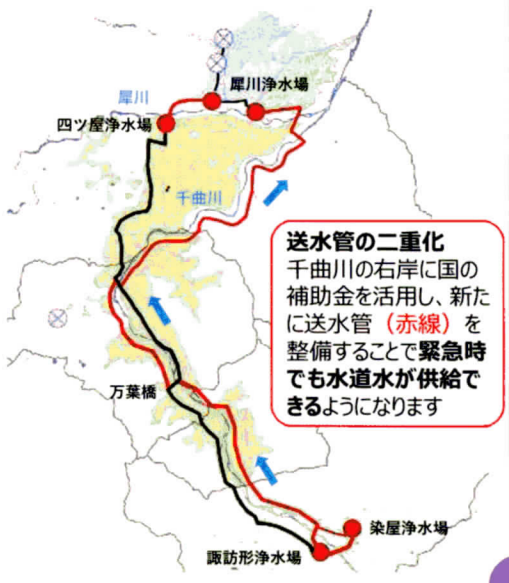 犀川浄水場
犀川
四ツ屋浄水場
千曲川
送水管の二重化
千曲川の右岸に国の
補助金を活用し、新た
に送水管（赤線）を
整備することで緊急時
でも水道水が供給で
きるようになります
万葉橋
染屋浄水場
諏訪形浄水場